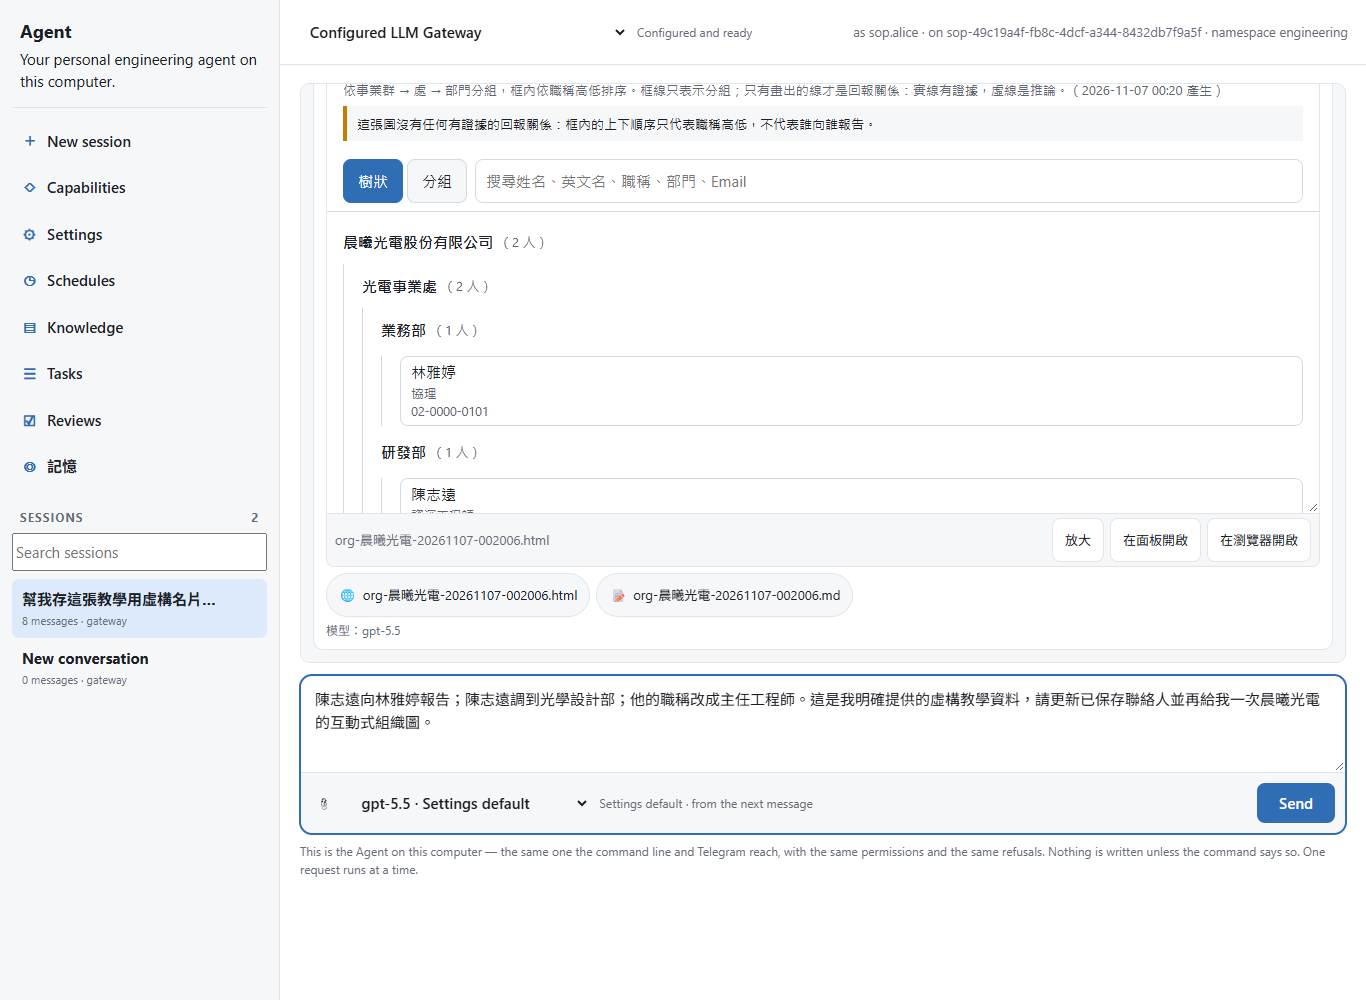 Agent
Your personal engineering agent on
this computer.
New session
Capabilities
Settings
Schedules
Knowledge
Tasks
Reviews
記憶
SESSIONS 2
Search sessions
幫我存這張教學用虛構名片...
8 messages · gateway
New conversation
0 messages · gateway
Configured LLM Gateway
Configured and ready
as sop.alice · on sop-49c19a4f-fb8c-4dcf-a344-8432db7f9a5f · namespace engineering
依事業群 → 處 → 部門分組，框內依職稱高低排序。框線只表示分組；只有畫出的線才是回報關係：實線有證據，虛線是推論。（2026-11-07 00:20 產生）
這張圖沒有任何有證據的回報關係：框內的上下順序只代表職稱高低，不代表誰向誰報告。
樹狀 分組 搜尋姓名、英文名、職稱、部門、Email
晨曦光電股份有限公司 （2 人）
光電事業處 （2 人）
業務部 （1 人）
林雅婷
協理
02-0000-0101
研發部 （1 人）
陳志遠
資深工程師
org-晨曦光電-20261107-002006.html 放大 在面板開啟 在瀏覽器開啟
org-晨曦光電-20261107-002006.html org-晨曦光電-20261107-002006.md
模型：gpt-5.5
陳志遠向林雅婷報告；陳志遠調到光學設計部；他的職稱改成主任工程師。這是我明確提供的虛構教學資料，請更新已保存聯絡人並再給我一次晨曦光電
的互動式組織圖。
gpt-5.5 · Settings default Settings default · from the next message Send
This is the Agent on this computer — the same one the command line and Telegram reach, with the same permissions and the same refusals. Nothing is written unless the command says so. One
request runs at a time.